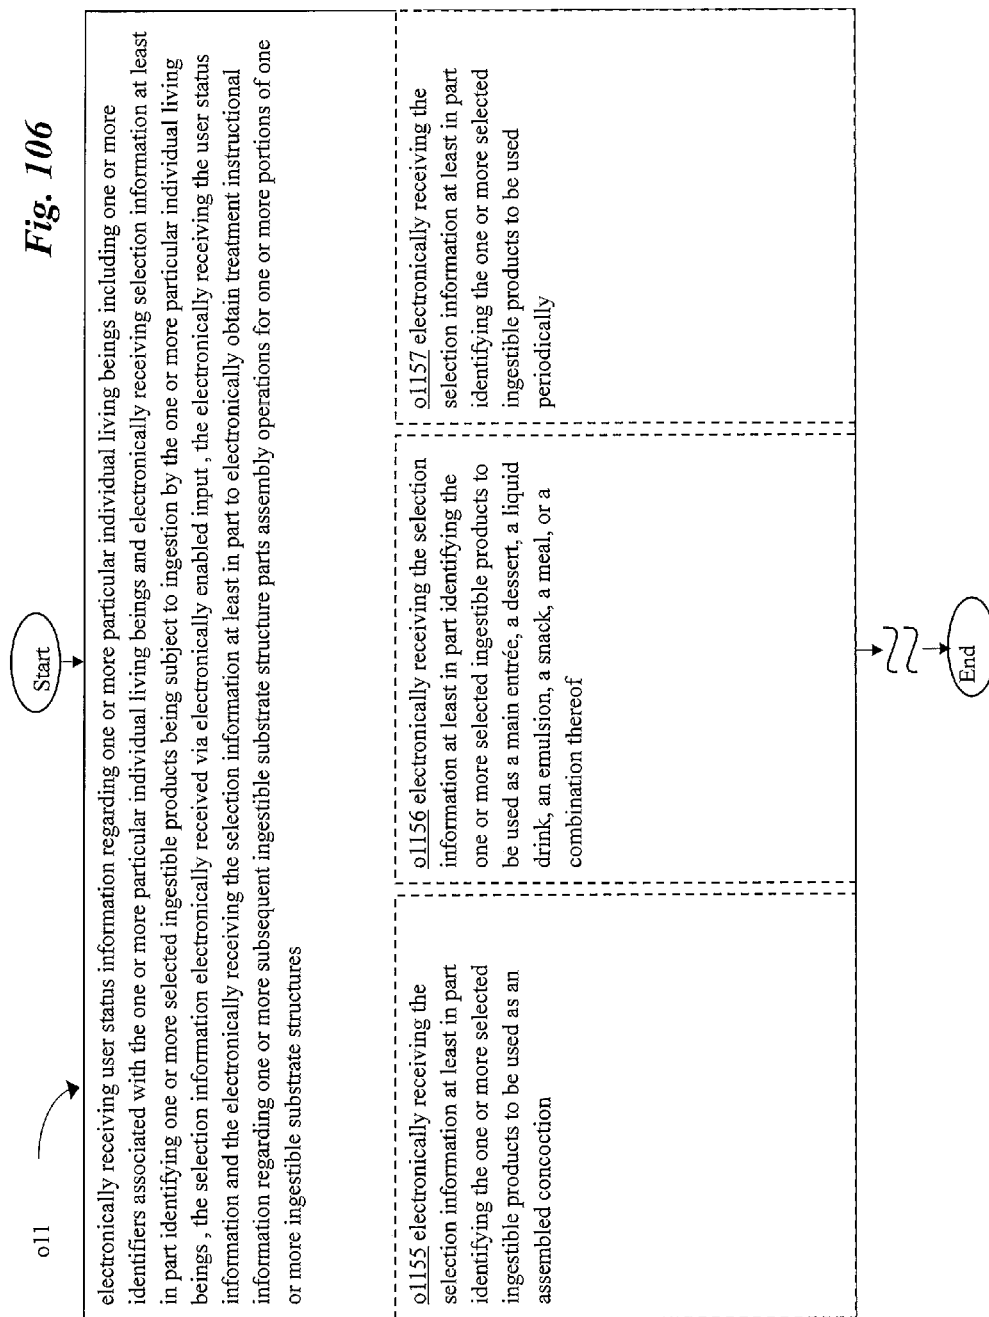 Fig. 106
Start
o11
electronically receiving user status information regarding one or more particular individual living beings including one or more
identifiers associated with the one or more particular individual living beings and electronically receiving selection information at least
in part identifying one or more selected ingestible products being subject to ingestion by the one or more particular individual living
beings , the selection information electronically received via electronically enabled input , the electronically receiving the user status
information and the electronically receiving the selection information at least in part to electronically obtain treatment instructional
information regarding one or more subsequent ingestible substrate structure parts assembly operations for one or more portions of one
or more ingestible substrate structures
o1155 electronically receiving the
selection information at least in part
identifying the one or more selected
ingestible products to be used as an
assembled concoction
o1156 electronically receiving the selection
information at least in part identifying the
one or more selected ingestible products to
be used as a main entrée, a dessert, a liquid
drink, an emulsion, a snack, a meal, or a
combination thereof
o1157 electronically receiving the
selection information at least in part
identifying the one or more selected
ingestible products to be used
periodically
End